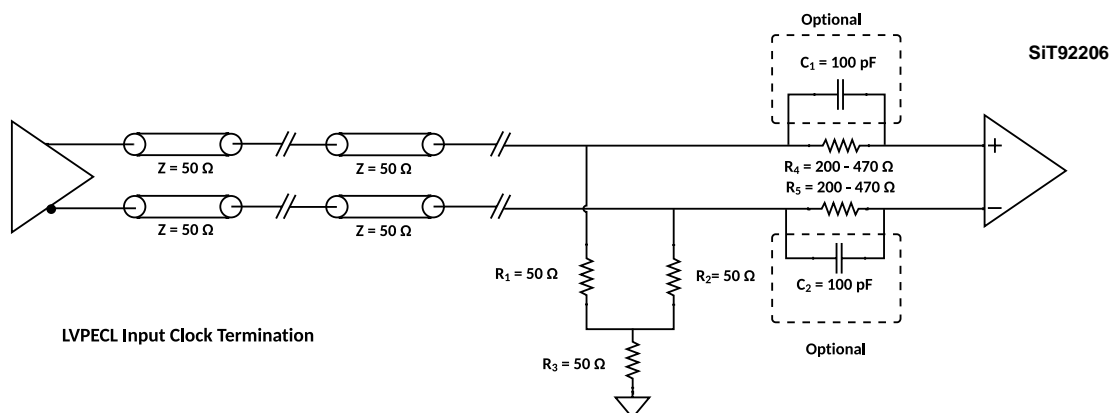 Optional
SiT92206
C₁ = 100 pF
Z = 50 Ω
Z = 50 Ω
+
R₄ = 200 - 470 Ω
R₅ = 200 - 470 Ω
−
Z = 50 Ω
Z = 50 Ω
R₁ = 50 Ω
R₂= 50 Ω
C₂ = 100 pF
LVPECL Input Clock Termination
Optional
R₃ = 50 Ω